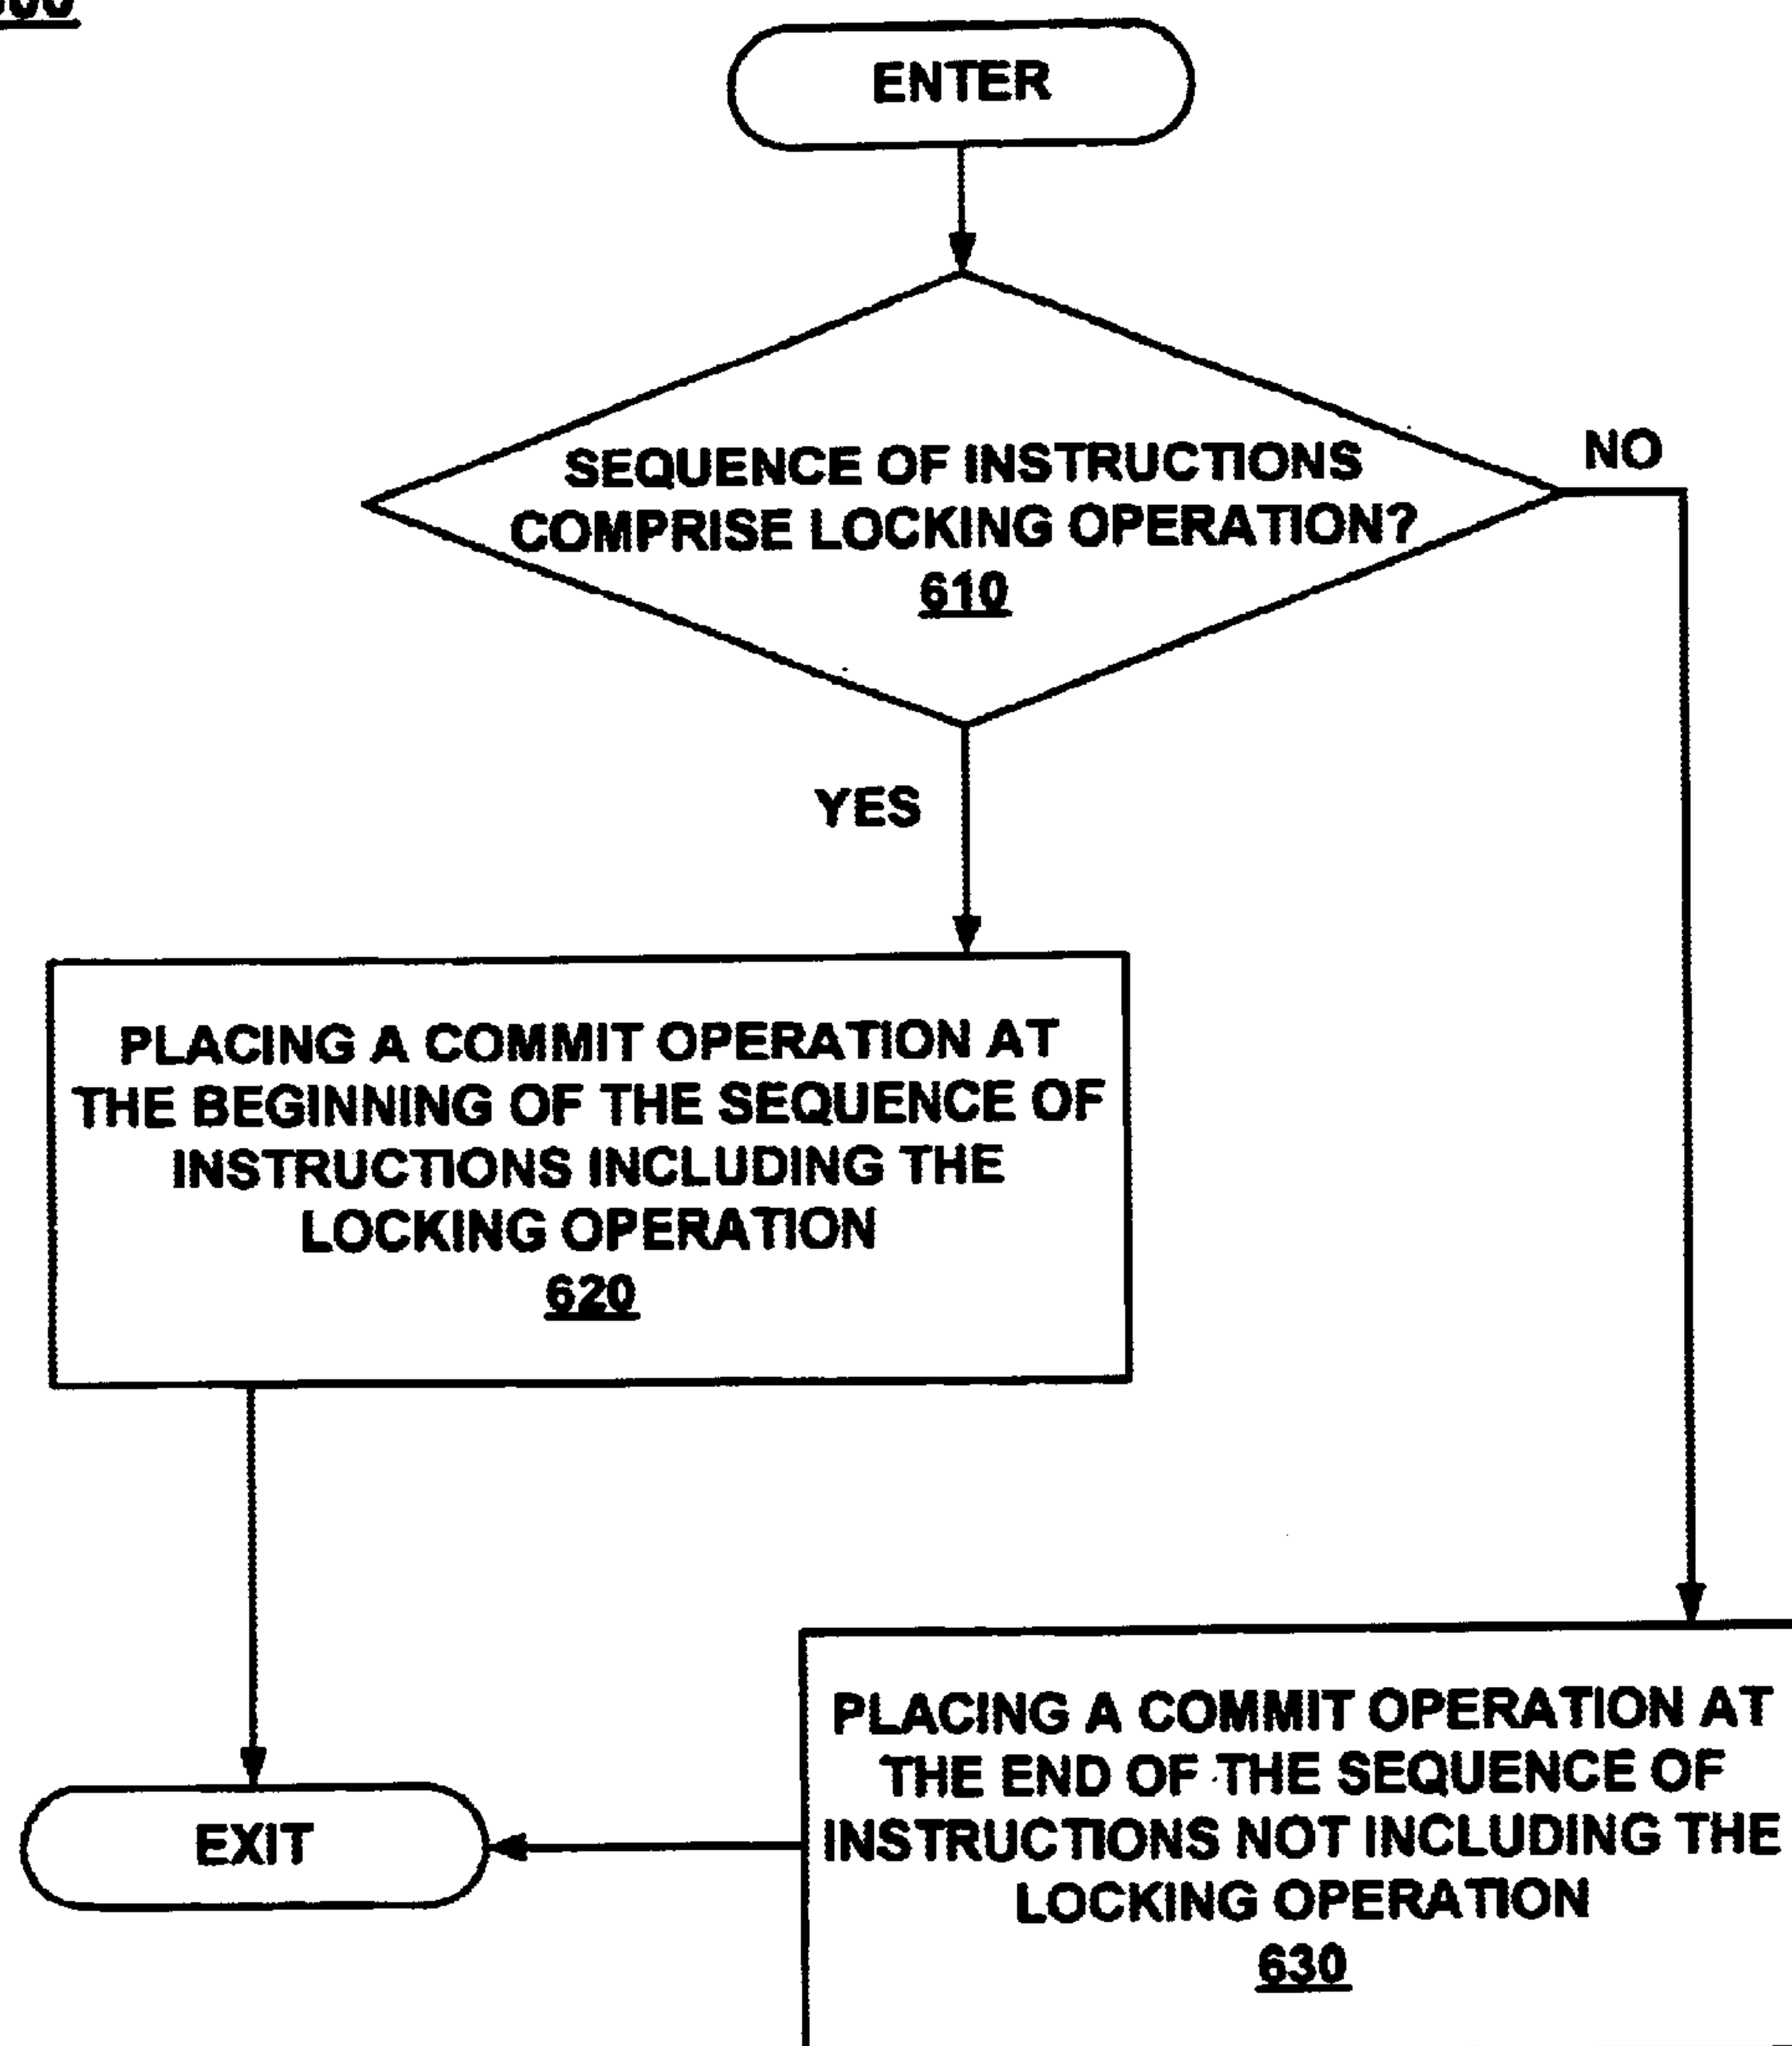 ENTER
SEQUENCE OF INSTRUCTIONS
COMPRISE LOCKING OPERATION?
610
NO
YES
PLACING A COMMIT OPERATION AT
THE BEGINNING OF THE SEQUENCE OF
INSTRUCTIONS INCLUDING THE
LOCKING OPERATION
620
PLACING A COMMIT OPERATION AT
THE END OF THE SEQUENCE OF
INSTRUCTIONS NOT INCLUDING THE
LOCKING OPERATION
630
EXIT